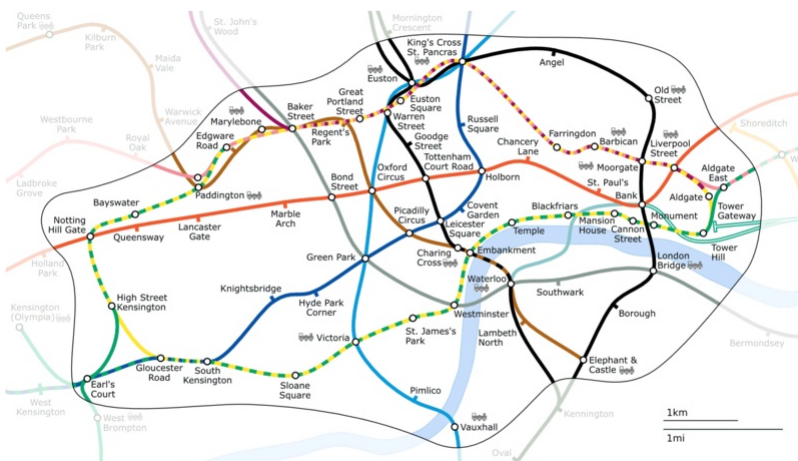 Queens
Park
Kilburn
Park
St. John's
Wood
Mornington
Crescent
Maida
Vale
King's Cross
St. Pancras
Euston
Angel
Old
Street
Westbourne
Park
Royal
Oak
Warwick
Avenue
Marylebone
Edgware
Road
Baker
Street
Great
Portland
Street
Regent's
Park
Euston
Square
Warren
Street
Goodge
Street
Russell
Square
Farringdon
Barbican
Moorgate
Liverpool
Street
Shoreditch
W
Ladbroke
Grove
Paddington
Bayswater
Notting
Hill Gate
Queensway
Lancaster
Gate
Marble
Arch
Bond
Street
Oxford
Circus
Tottenham
Court Road
Holborn
Chancery
Lane
St. Paul's
Bank
Aldgate
East
Aldgate
Tower
Gateway
Tower
Hill
Monument
Cannon
Street
Mansion
House
Blackfriars
Temple
Covent
Garden
Leicester
Square
Picadilly
Circus
Charing
Cross
Embankment
Holland
Park
Green Park
Waterloo
Southwark
London
Bridge
Kensington
(Olympia)
High Street
Kensington
Knightsbridge
Hyde Park
Corner
Victoria
St. James's
Park
Westminster
Lambeth
North
Borough
Bermondsey
Gloucester
Road
South
Kensington
Sloane
Square
Elephant &
Castle
Earl's
Court
West
Kensington
West
Brompton
Pimlico
Vauxhall
Kennington
Oval
1km
1mi